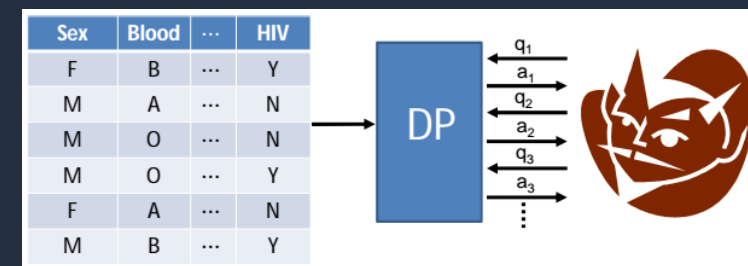 Sex Blood ... HIV
F B ... Y
M A ... N
M O ... N
M O ... Y
F A ... N
M B ... Y
DP
q1
a1
q2
a2
q3
a3